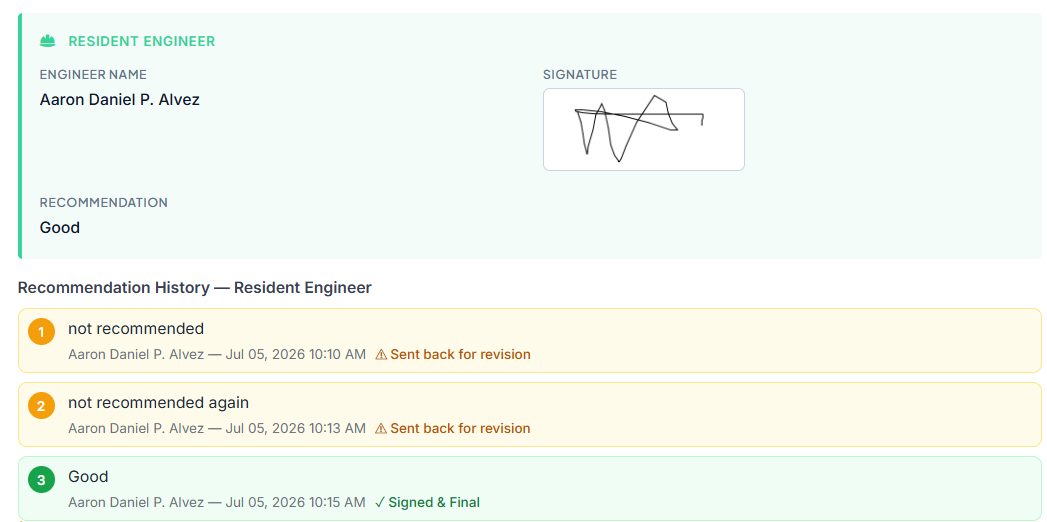 RESIDENT ENGINEER
ENGINEER NAME
Aaron Daniel P. Alvez
SIGNATURE
RECOMMENDATION
Good
Recommendation History — Resident Engineer
1 not recommended
Aaron Daniel P. Alvez — Jul 05, 2026 10:10 AM ⚠ Sent back for revision
2 not recommended again
Aaron Daniel P. Alvez — Jul 05, 2026 10:13 AM ⚠ Sent back for revision
3 Good
Aaron Daniel P. Alvez — Jul 05, 2026 10:15 AM ✓ Signed & Final